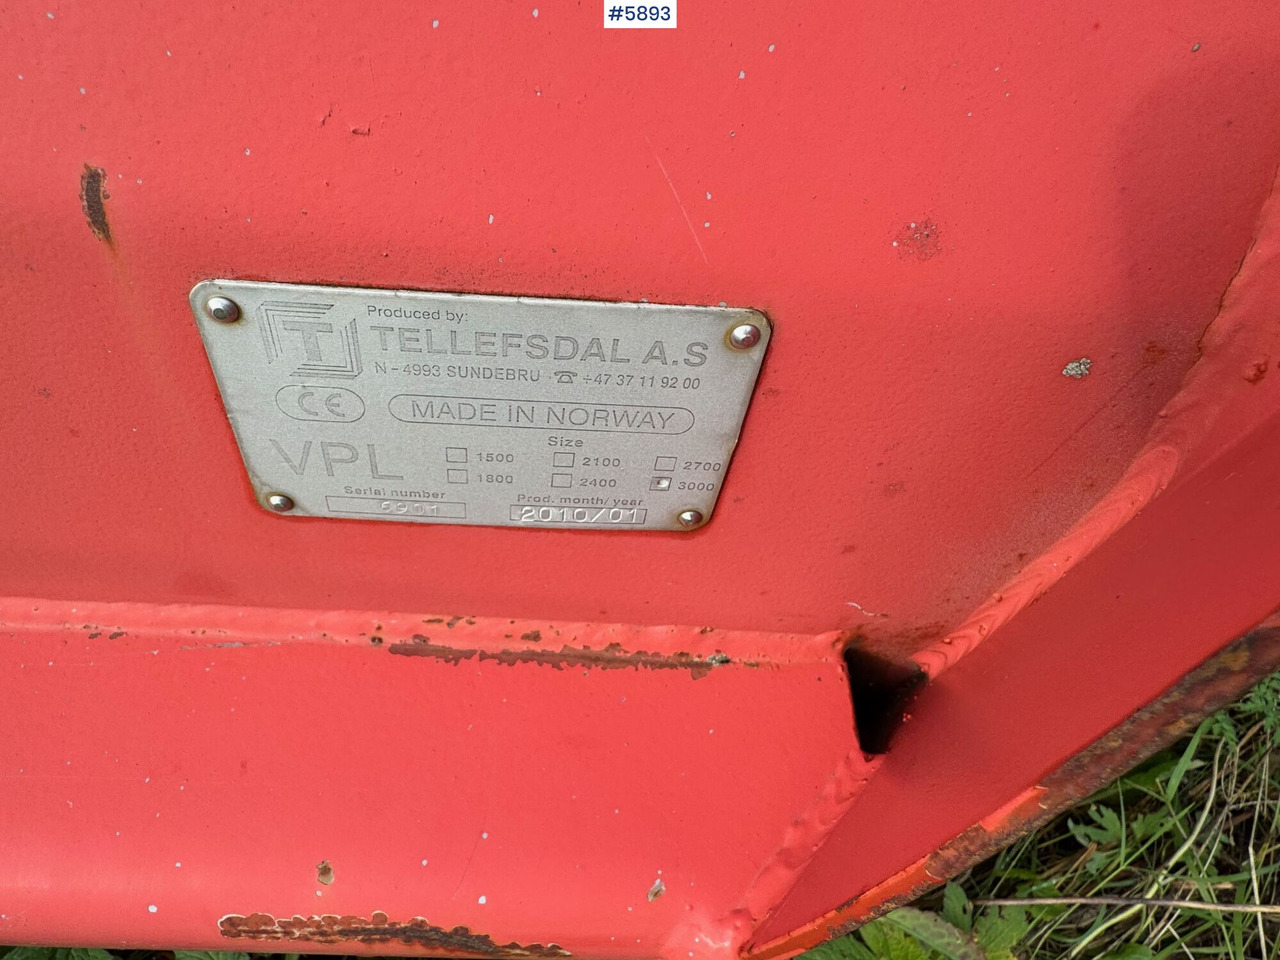 #5893
Produced by:
T
TELLEFSDAL A.S
N-4993 SUNDEBRU ☎ +47 37 11 92 00
CE MADE IN NORWAY
VPL
Size
1500 2100 2700
1800 2400 3000
Serial number Prod. month/year
6901 2010/01